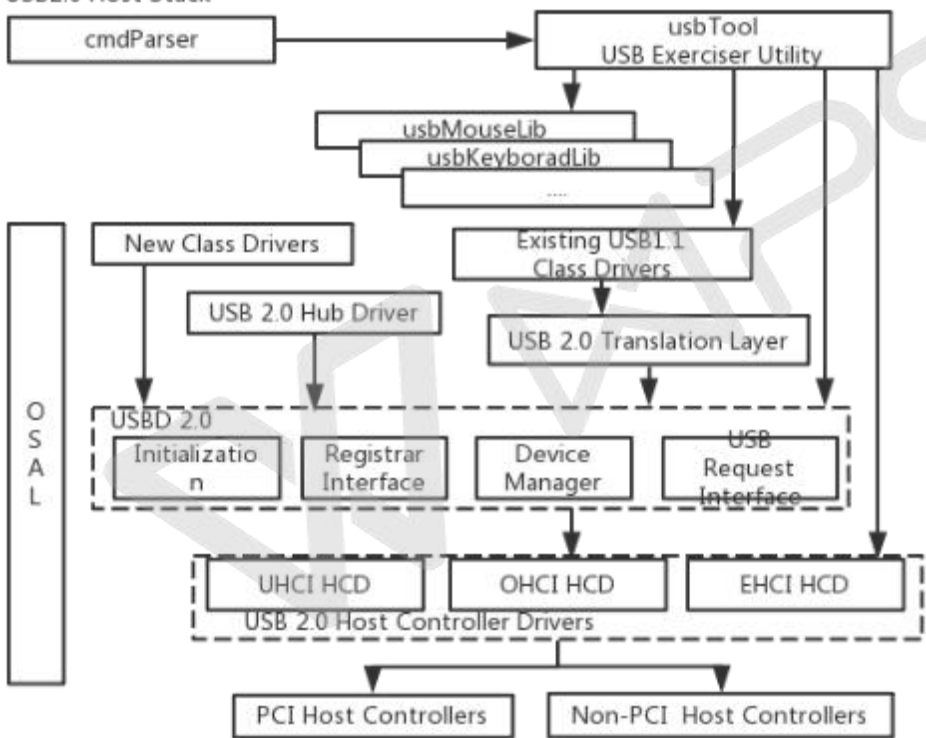 USB2.0 Host Stack
cmdParser
usbTool
USB Exerciser Utility
usbMouseLib
usbKeyboradLib
....
New Class Drivers
Existing USB1.1
Class Drivers
USB 2.0 Hub Driver
USB 2.0 Translation Layer
O
S
A
L
USBD 2.0
Initializatio
n
Registrar
Interface
Device
Manager
USB
Request
Interface
UHCI HCD
OHCI HCD
EHCI HCD
USB 2.0 Host Controller Drivers
PCI Host Controllers
Non-PCI Host Controllers